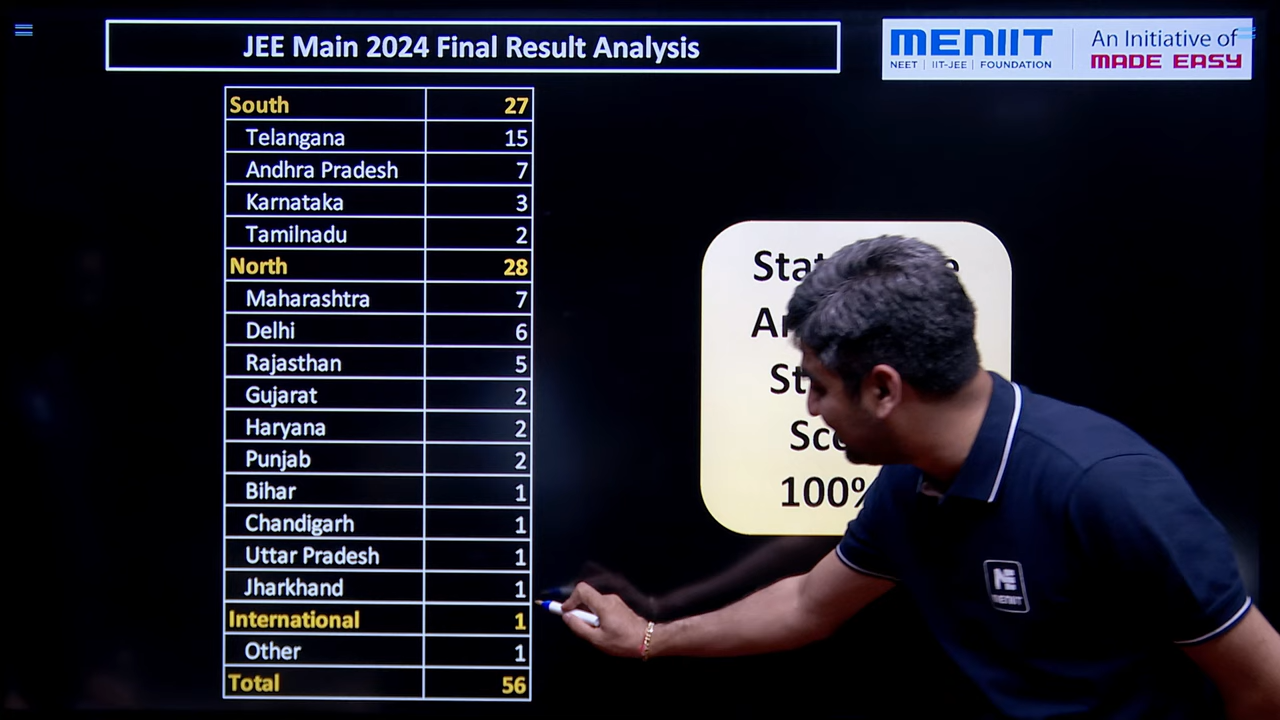 JEE Main 2024 Final Result Analysis
MENIIT
NEET | IIT-JEE | FOUNDATION
An Initiative of
MADE EASY
South 27
Telangana 15
Andhra Pradesh 7
Karnataka 3
Tamilnadu 2
North 28
Maharashtra 7
Delhi 6
Rajasthan 5
Gujarat 2
Haryana 2
Punjab 2
Bihar 1
Chandigarh 1
Uttar Pradesh 1
Jharkhand 1
International 1
Other 1
Total 56
100%
MENIIT